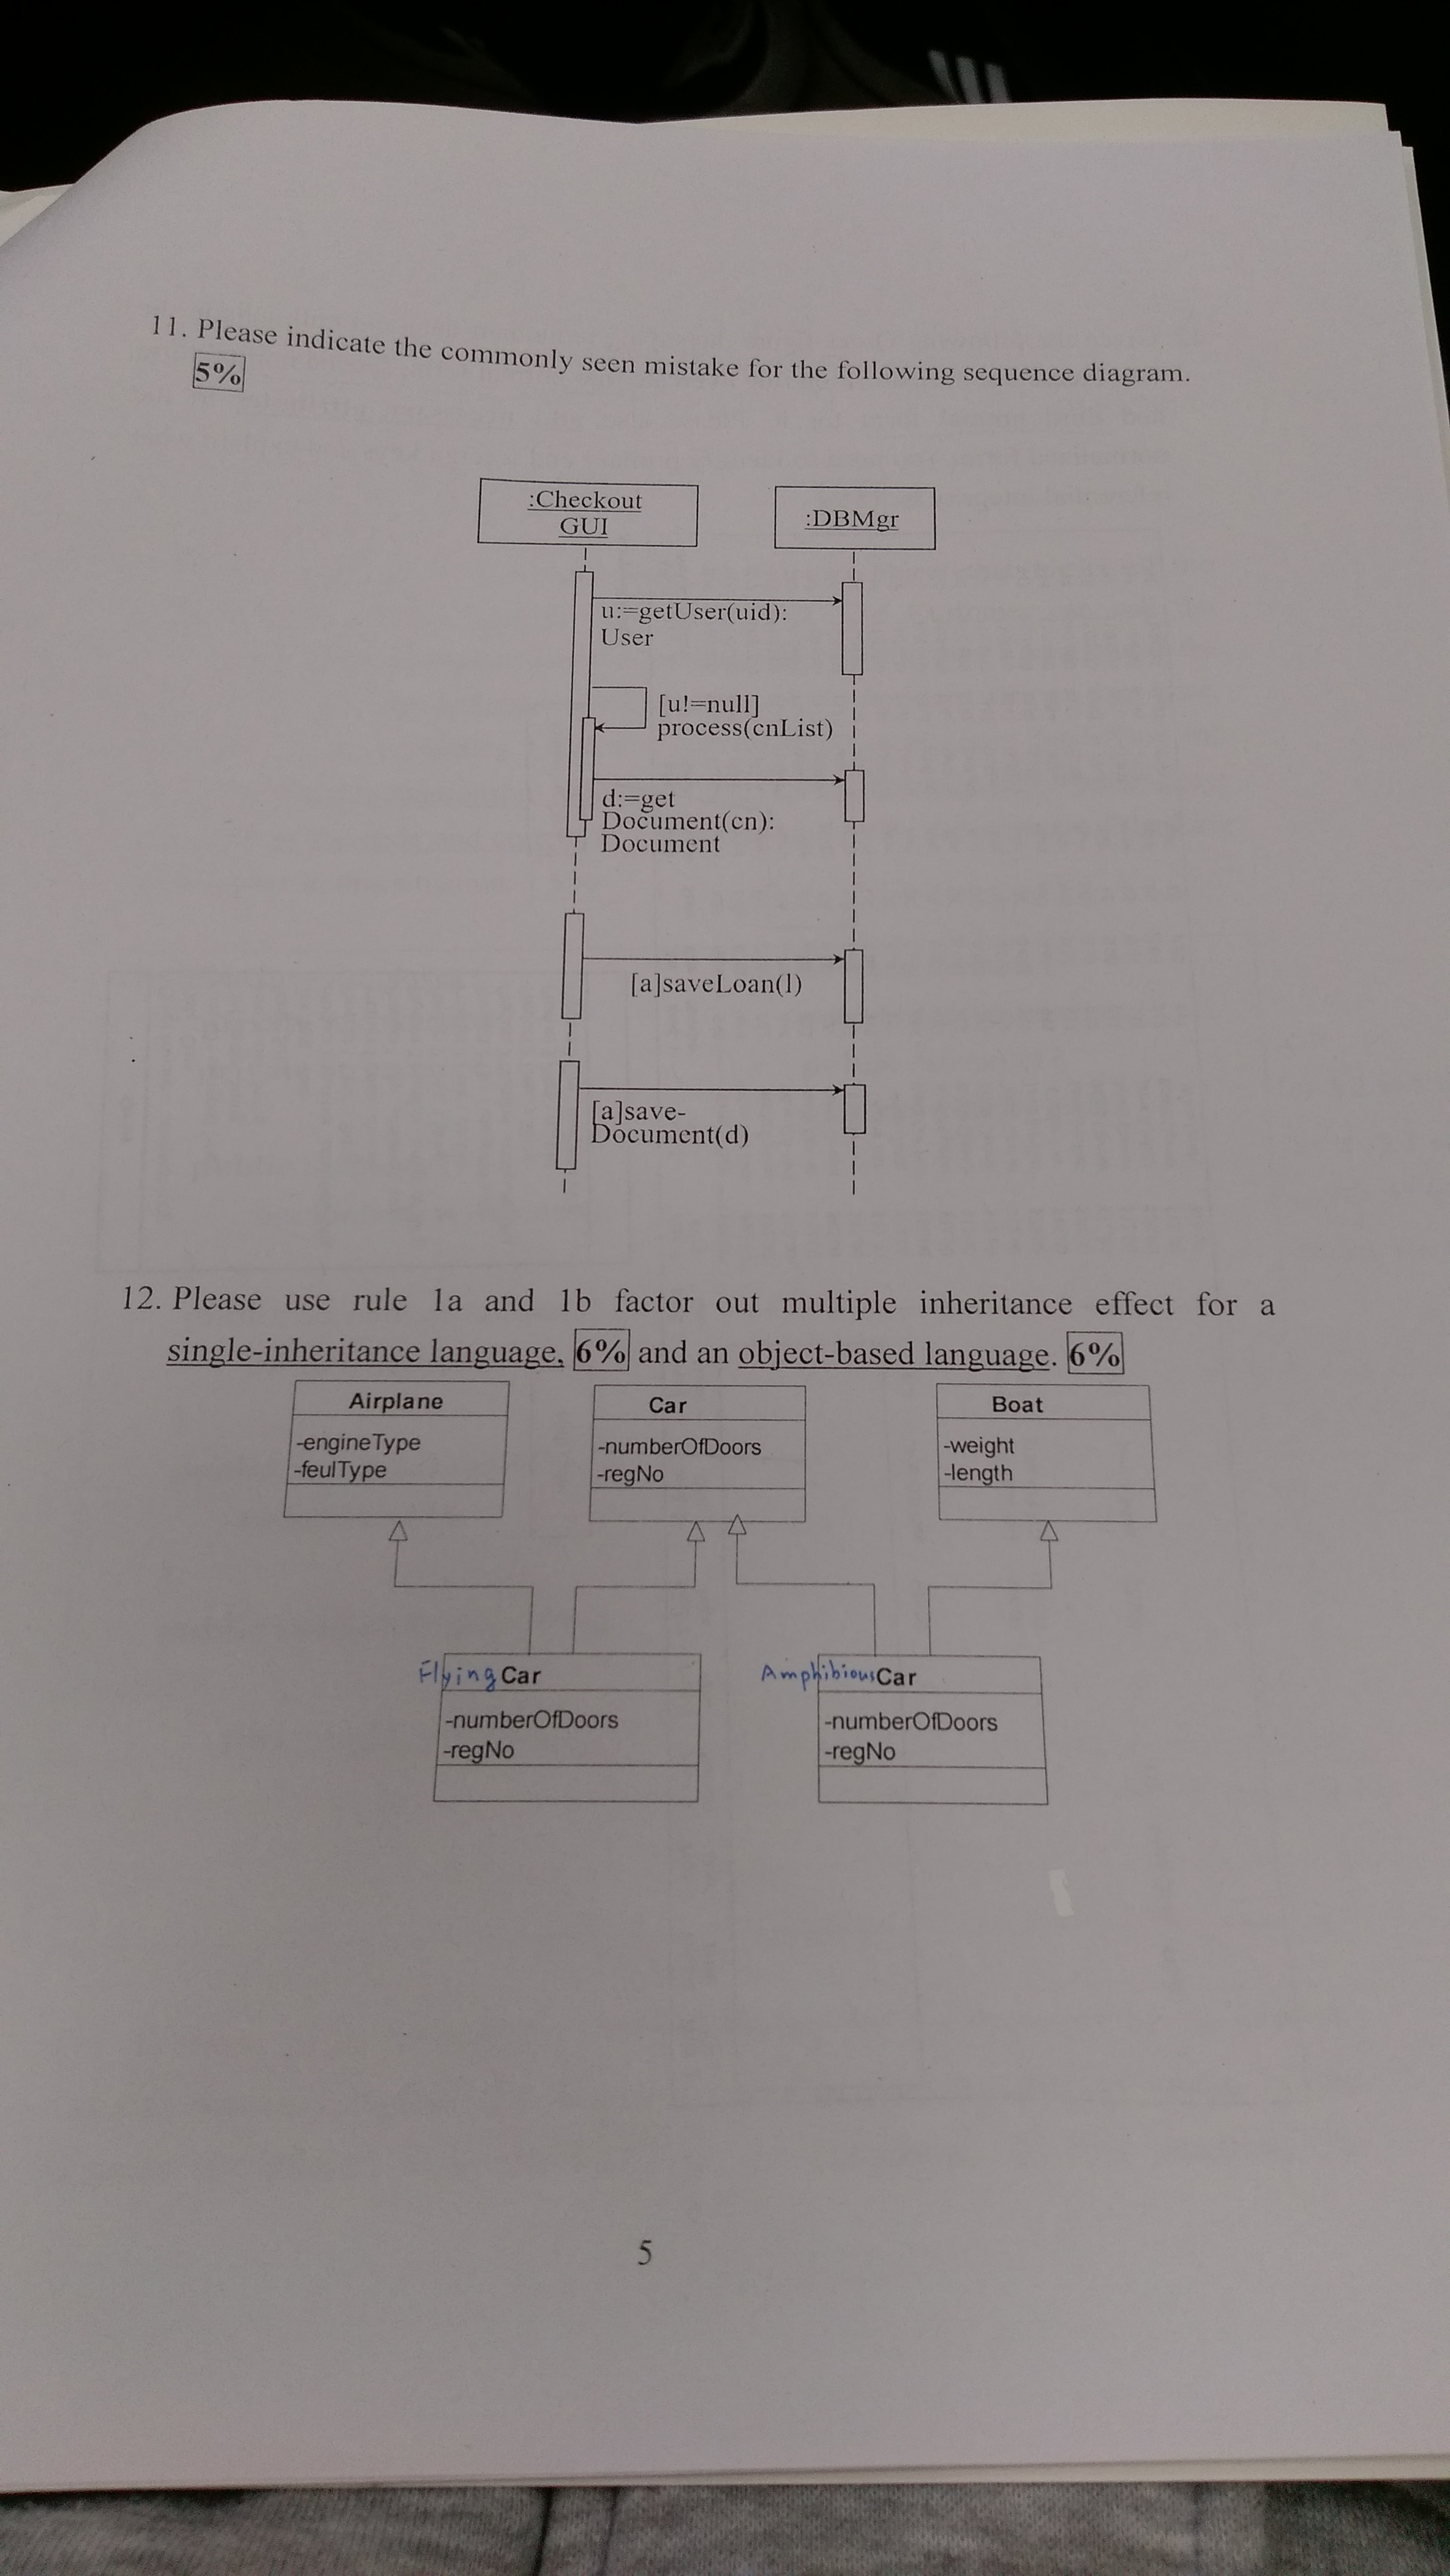 11. Please indicate the commonly seen mistake for the following sequence diagram.
5%
:Checkout
GUI
:DBMgr
u:=getUser(uid):
User
[u!=null]
process(cnList)
d:=get
Document(cn):
Document
[a]saveLoan(l)
[a]save-
Document(d)
12. Please use rule 1a and 1b factor out multiple inheritance effect for a
single-inheritance language, 6% and an object-based language. 6%
Airplane
-engineType
-feulType
Car
-numberOfDoors
-regNo
Boat
-weight
-length
FlyingCar
-numberOfDoors
-regNo
AmphibiousCar
-numberOfDoors
-regNo
5